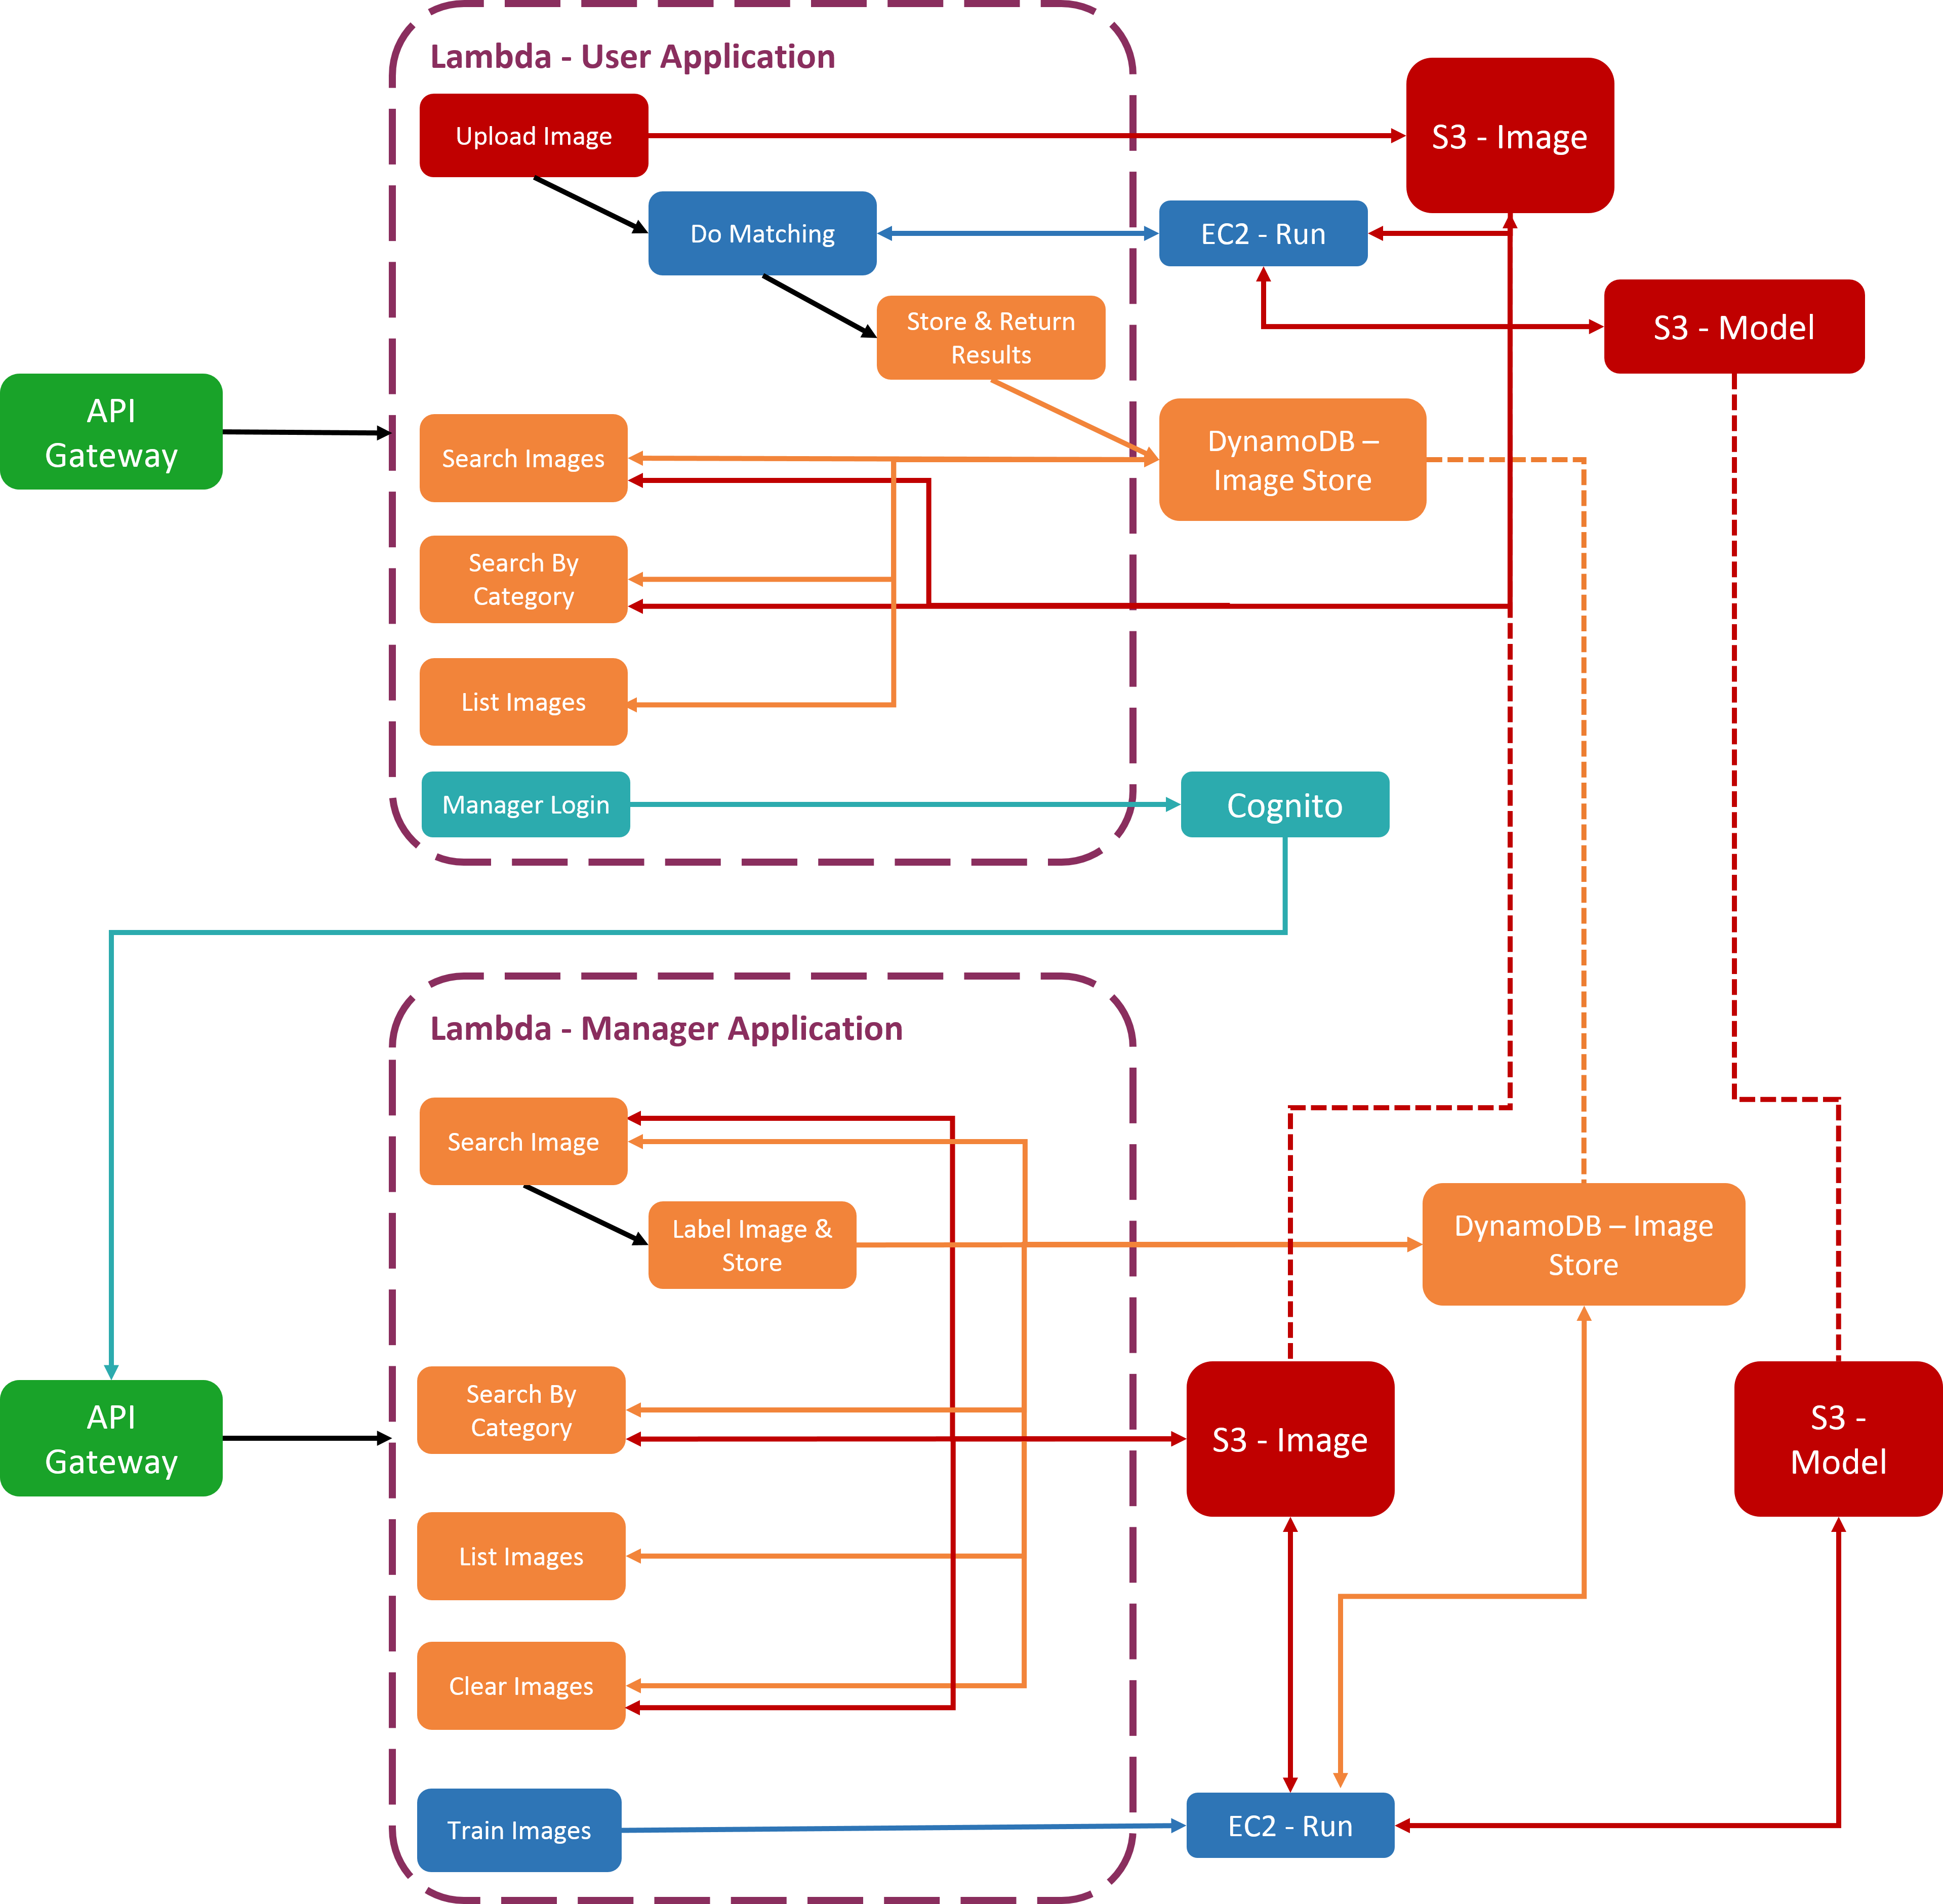 Lambda - User Application
Upload Image
S3 - Image
Do Matching
EC2 - Run
Store & Return
Results
S3 - Model
API
Gateway
Search Images
DynamoDB –
Image Store
Search By
Category
List Images
Manager Login
Cognito
Lambda - Manager Application
Search Image
Label Image &
Store
DynamoDB – Image
Store
API
Gateway
Search By
Category
S3 - Image
S3 -
Model
List Images
Clear Images
Train Images
EC2 - Run